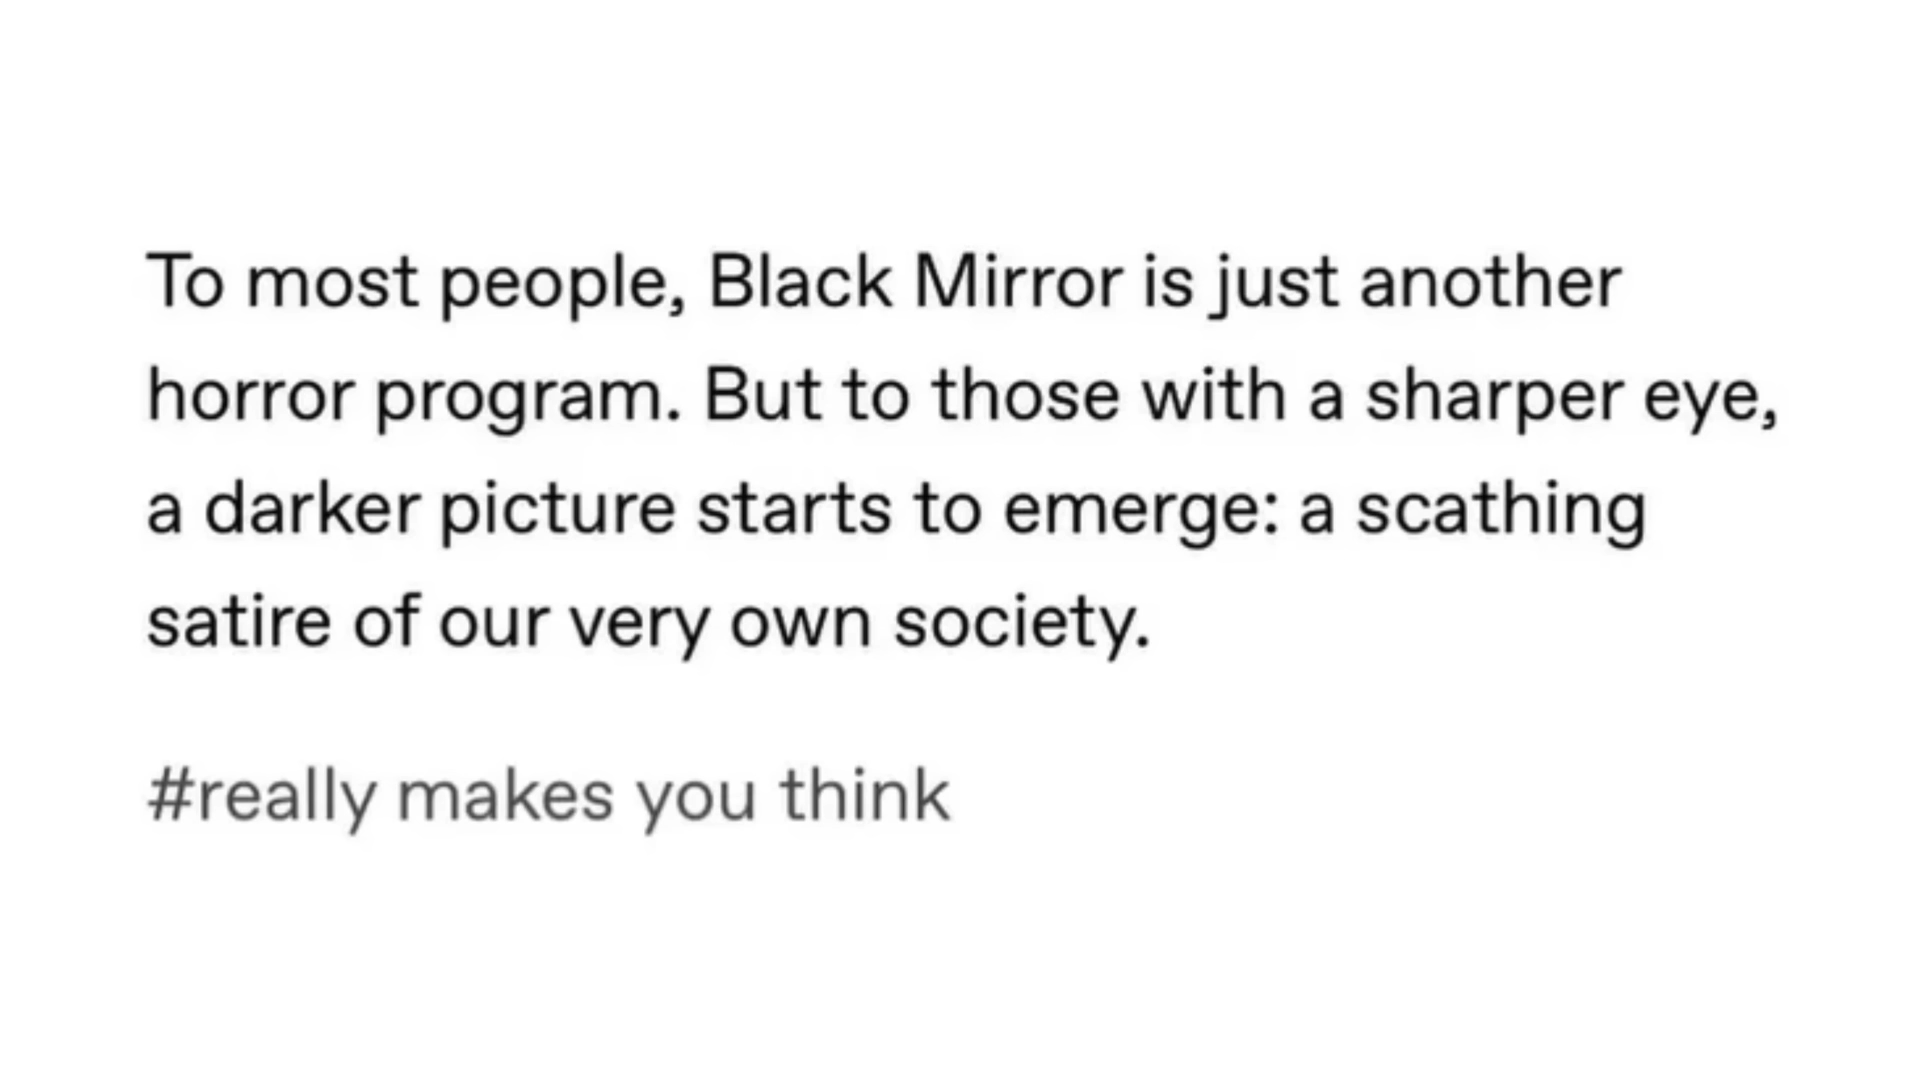 To most people, Black Mirror is just another
horror program. But to those with a sharper eye,
a darker picture starts to emerge: a scathing
satire of our very own society.
#really makes you think